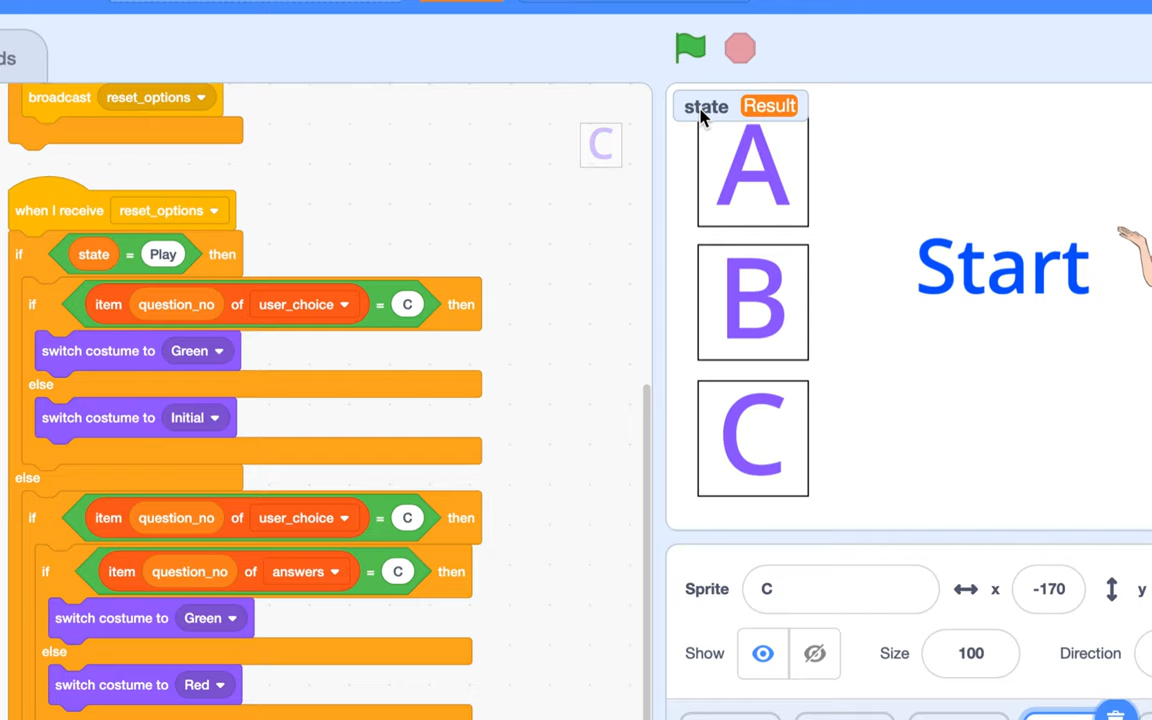 ds
broadcast reset_options
when I receive reset_options
if state = Play then
if item question_no of user_choice = C then
switch costume to Green
else
switch costume to Initial
else
if item question_no of user_choice = C then
if item question_no of answers = C then
switch costume to Green
else
switch costume to Red
C
state Result
A
B
C
Start
Sprite C x -170 y
Show Size 100 Direction